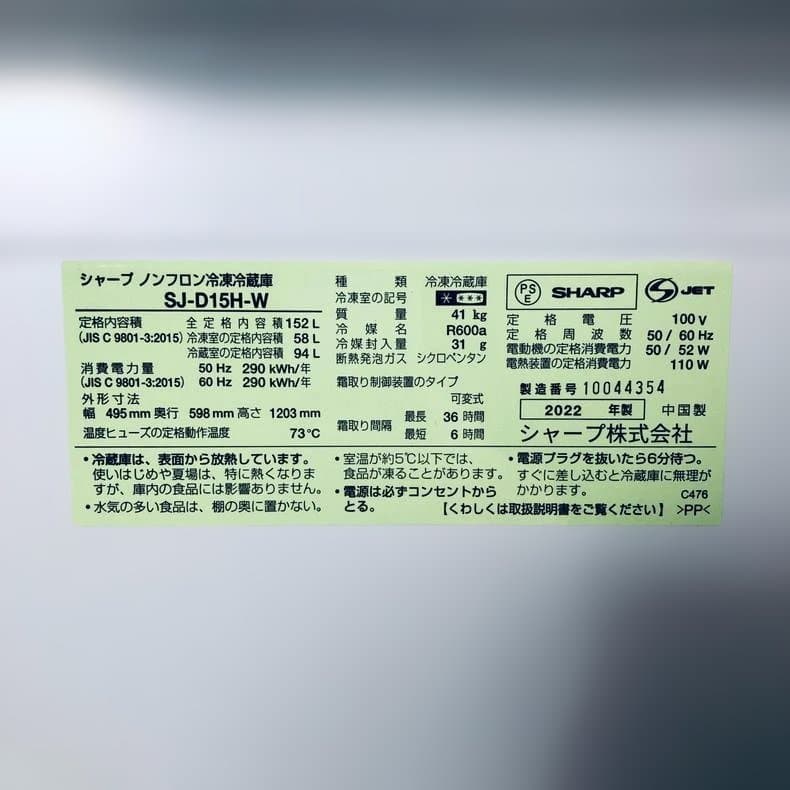 シャープ ノンフロン冷凍冷蔵庫
SJ-D15H-W
定格内容積 全定格内容積 152 L
(JIS C 9801-3:2015) 冷凍室の定格内容積 58 L
冷蔵室の定格内容積 94 L
消費電力量 50 Hz 290 kWh/年
(JIS C 9801-3:2015) 60 Hz 290 kWh/年
外形寸法
幅 495 mm 奥行 598 mm 高さ 1203 mm
温度ヒューズの定格動作温度 73℃
種類 冷凍冷蔵庫
冷凍室の記号 * ***
質量 41 kg
冷媒名 R600a
冷媒封入量 31 g
断熱発泡ガス シクロペンタン
霜取り制御装置のタイプ
可変式
霜取り間隔 最長 36 時間
最短 6 時間
PSE SHARP JET
定格電圧 100 V
定格周波数 50 / 60 Hz
電動機の定格消費電力 50 / 52 W
電熱装置の定格消費電力 110 W
製造番号 10044354
2022 年製 中国製
シャープ株式会社
・冷蔵庫は、表面から放熱しています。
使いはじめや夏場は、特に熱くなりま
すが、庫内の食品には影響ありません。
・水気の多い食品は、棚の奥に置かない。
・室温が約5℃以下では、
食品が凍ることがあります。
・電源は必ずコンセントから
とる。
・電源プラグを抜いたら6分待つ。
すぐに差し込むと冷蔵庫に無理が
かかります。
C476
【くわしくは取扱説明書をご覧ください】 >PP<